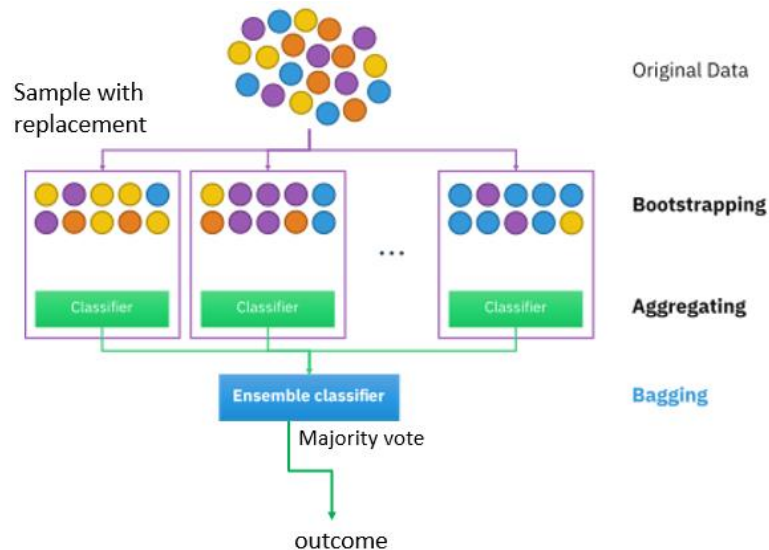 Original Data
Sample with
replacement
Bootstrapping
...
Classifier
Classifier
Classifier
Aggregating
Ensemble classifier
Bagging
Majority vote
outcome